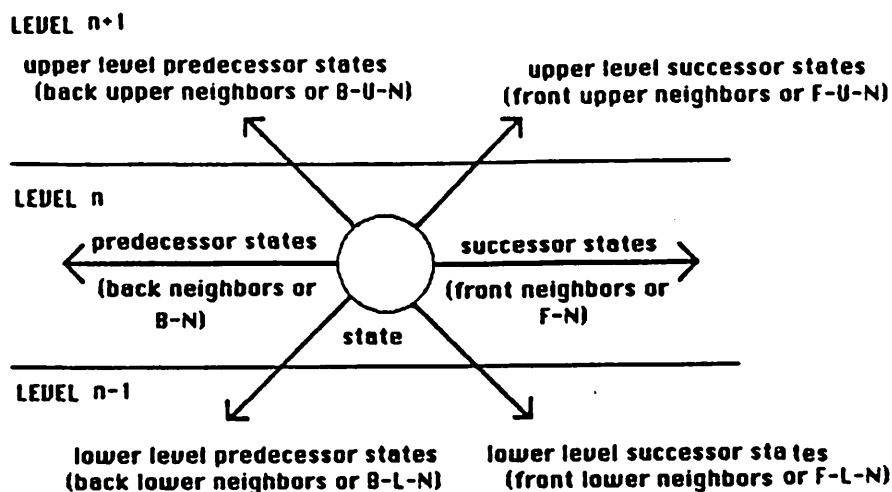 LEVEL n+1
upper level predecessor states
(back upper neighbors or B-U-N)
upper level successor states
(front upper neighbors or F-U-N)
LEVEL n
predecessor states
(back neighbors or
B-N)
successor states
(front neighbors or
F-N)
state
LEVEL n-1
lower level predecessor states
(back lower neighbors or B-L-N)
lower level successor states
(front lower neighbors or F-L-N)